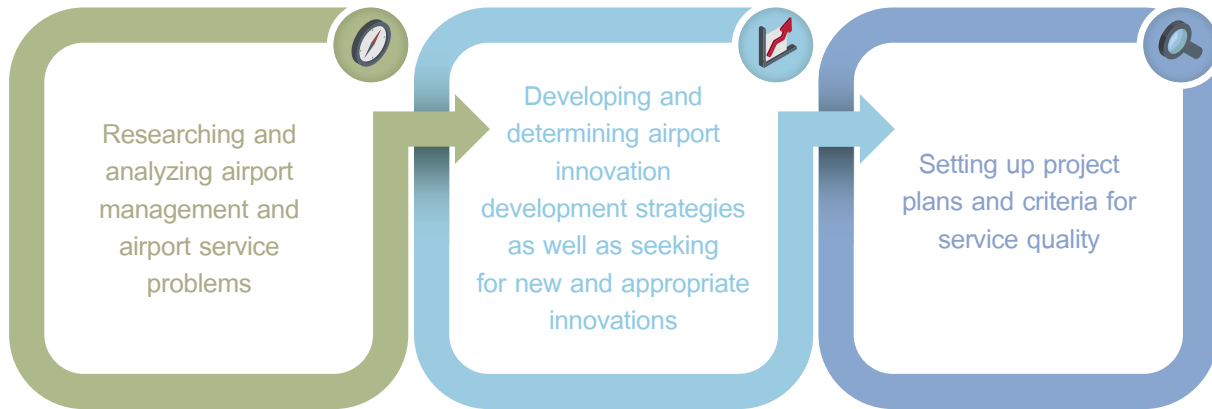 Researching and
analyzing airport
management and
airport service
problems
Developing and
determining airport
innovation
development strategies
as well as seeking
for new and appropriate
innovations
Setting up project
plans and criteria for
service quality